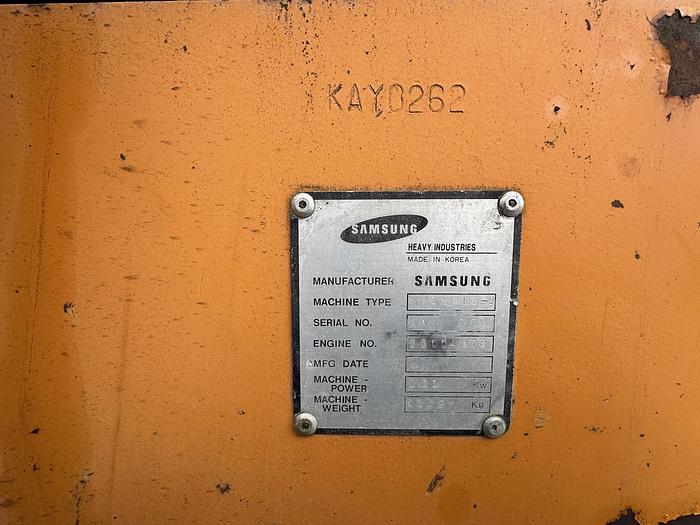 KAY0262
SAMSUNG
HEAVY INDUSTRIES
MADE IN KOREA
MANUFACTURER SAMSUNG
MACHINE TYPE
SERIAL NO.
ENGINE NO.
MFG DATE
MACHINE - POWER Kw
MACHINE - WEIGHT Kg